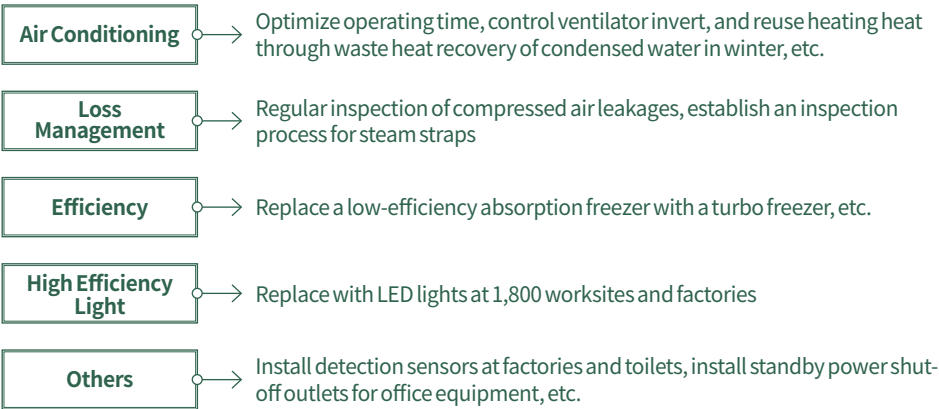 Air Conditioning
Optimize operating time, control ventilator invert, and reuse heating heat
through waste heat recovery of condensed water in winter, etc.
Loss
Management
Regular inspection of compressed air leakages, establish an inspection
process for steam straps
Efficiency
Replace a low-efficiency absorption freezer with a turbo freezer, etc.
High Efficiency
Light
Replace with LED lights at 1,800 worksites and factories
Others
Install detection sensors at factories and toilets, install standby power shut-
off outlets for office equipment, etc.